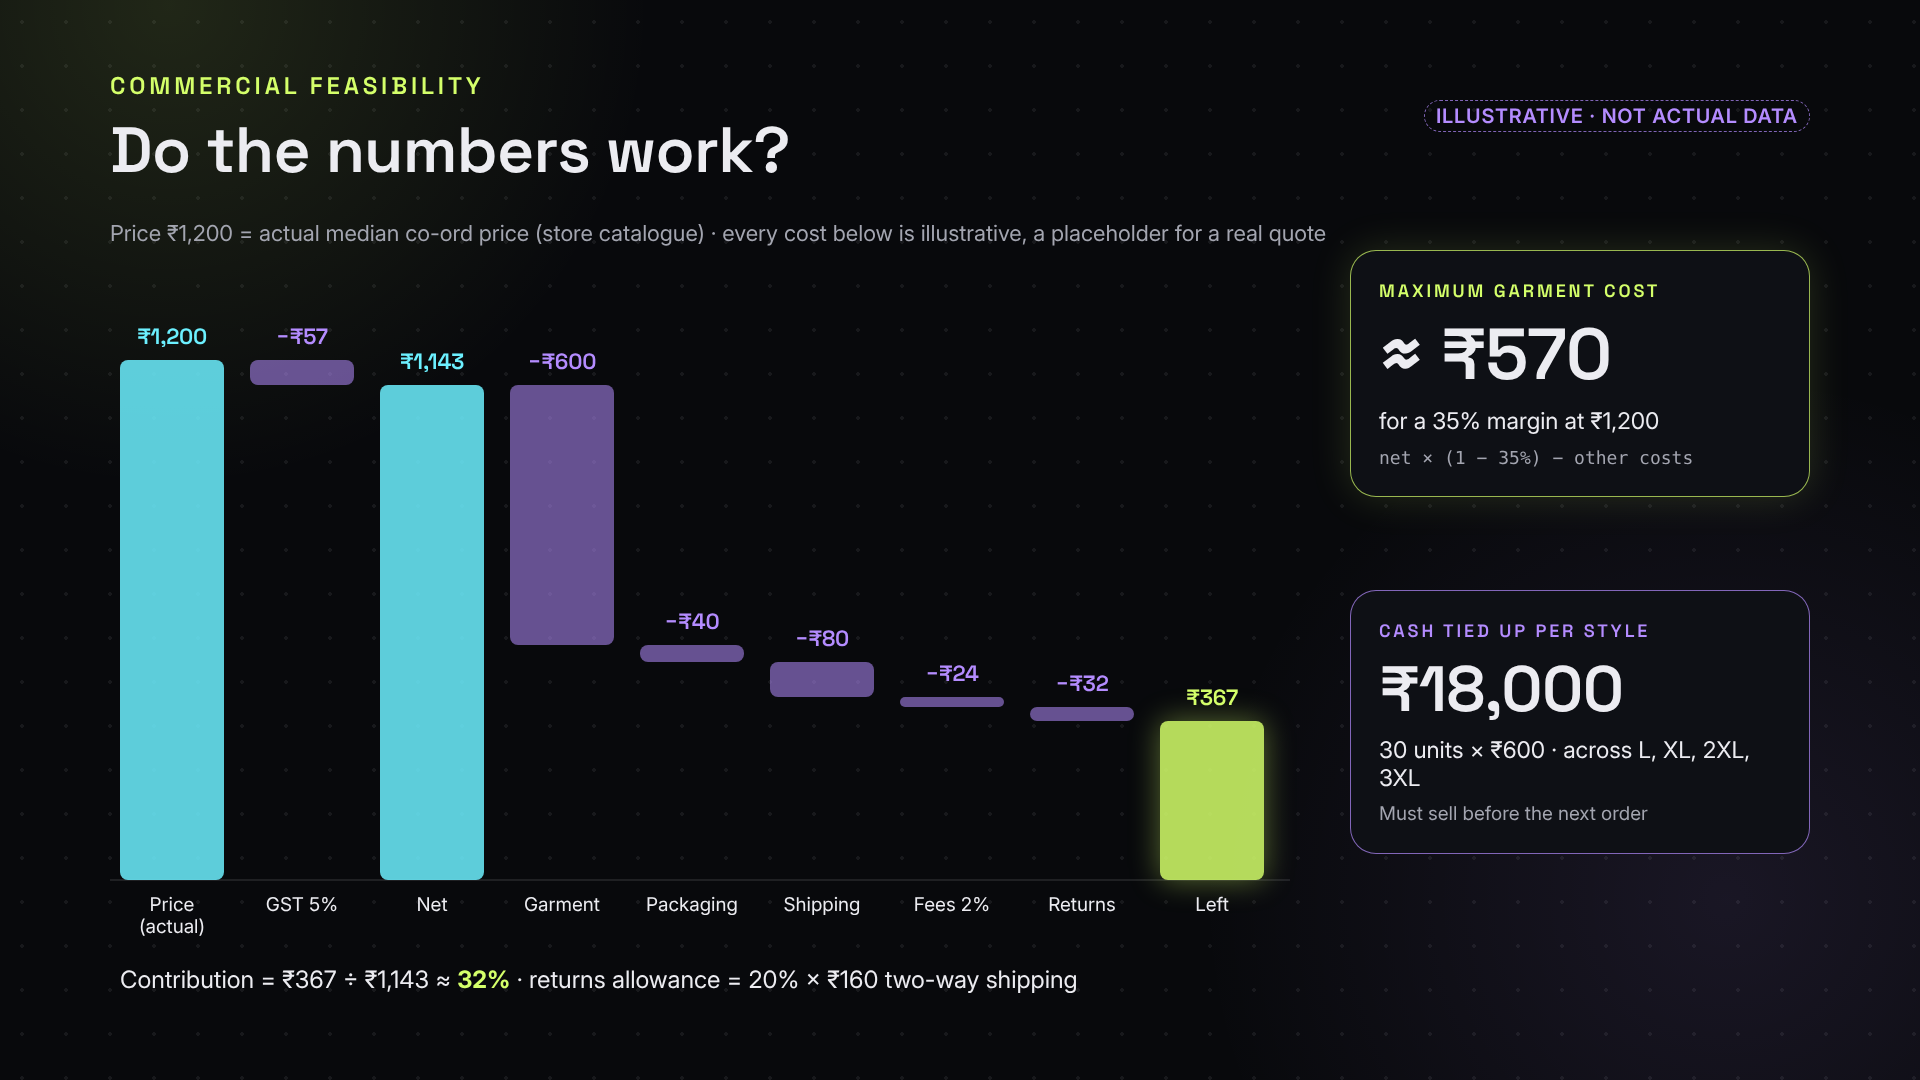 COMMERCIAL FEASIBILITY
Do the numbers work?
ILLUSTRATIVE · NOT ACTUAL DATA
Price ₹1,200 = actual median co-ord price (store catalogue) · every cost below is illustrative, a placeholder for a real quote
₹1,200
−₹57
₹1,143
−₹600
−₹40
−₹80
−₹24
−₹32
₹367
Price
(actual)
GST 5%
Net
Garment
Packaging
Shipping
Fees 2%
Returns
Left
Contribution = ₹367 ÷ ₹1,143 ≈ 32% · returns allowance = 20% × ₹160 two-way shipping
MAXIMUM GARMENT COST
≈ ₹570
for a 35% margin at ₹1,200
net × (1 − 35%) − other costs
CASH TIED UP PER STYLE
₹18,000
30 units × ₹600 · across L, XL, 2XL,
3XL
Must sell before the next order